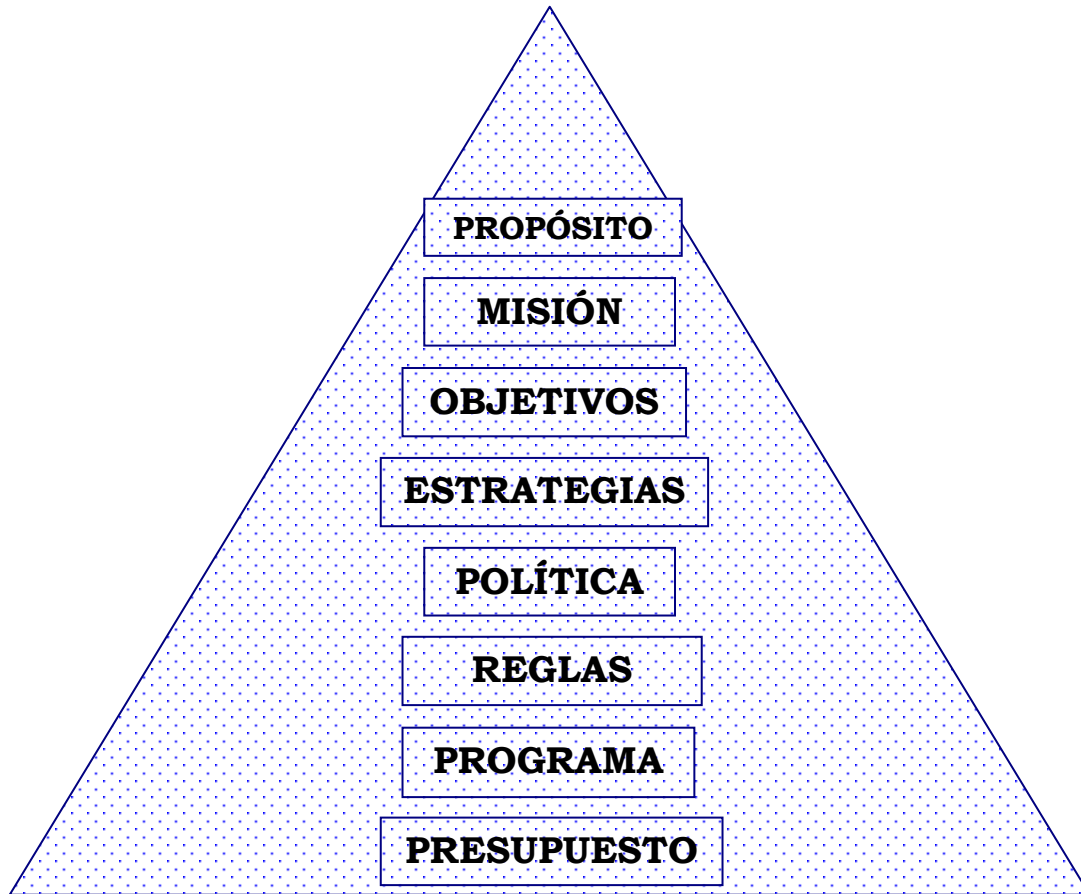 PROPÓSITO
MISIÓN
OBJETIVOS
ESTRATEGIAS
POLÍTICA
REGLAS
PROGRAMA
PRESUPUESTO